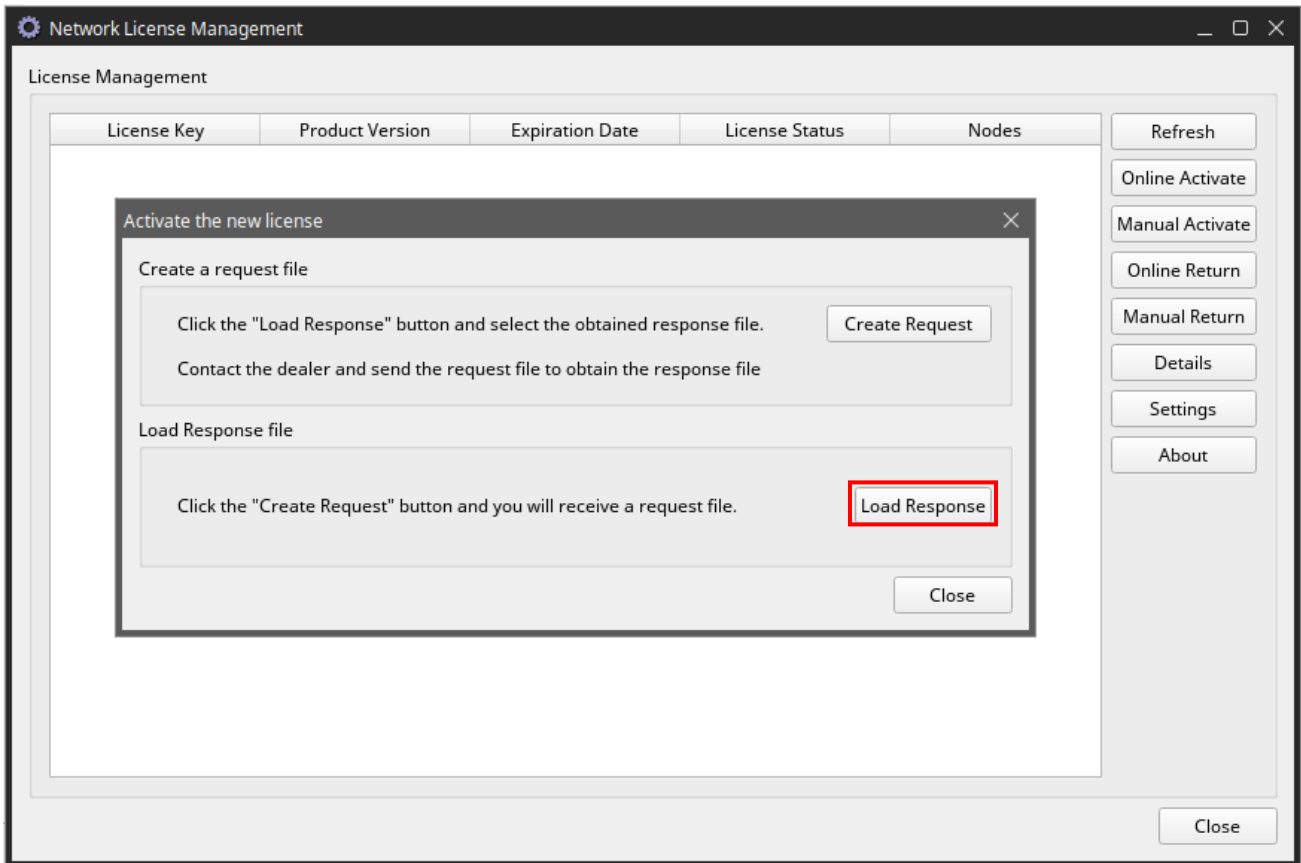 Network License Management
License Management
License Key Product Version Expiration Date License Status Nodes
Refresh
Online Activate
Manual Activate
Online Return
Manual Return
Details
Settings
About
Activate the new license
Create a request file
Click the "Load Response" button and select the obtained response file.
Create Request
Contact the dealer and send the request file to obtain the response file
Load Response file
Click the "Create Request" button and you will receive a request file.
Load Response
Close
Close